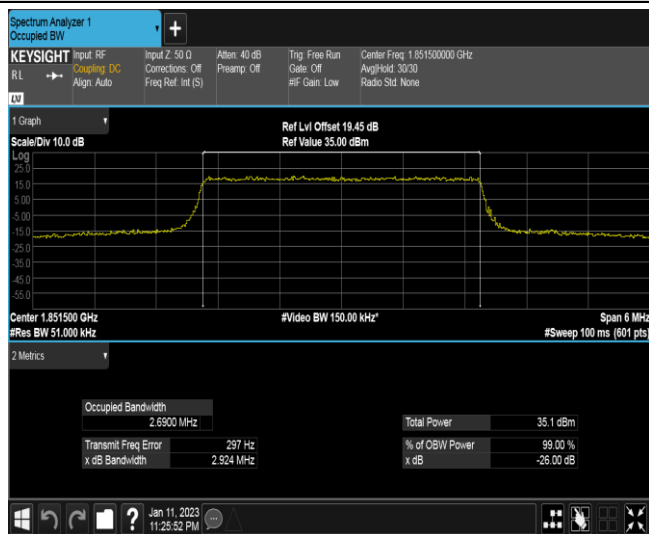 Spectrum Analyzer 1
Occupied BW
+
KEYSIGHT Input: RF Input Z: 50 Ω Atten: 40 dB Trig: Free Run Center Freq: 1.851500000 GHz
RL Coupling: DC Corrections: Off Preamp: Off Gate: Off Avg|Hold: 30/30
Align: Auto Freq Ref: Int (S) #IF Gain: Low Radio Std: None
LXI
1 Graph Ref Lvl Offset 19.45 dB
Scale/Div 10.0 dB Ref Value 35.00 dBm
Log
25.0
15.0
5.00
-5.00
-15.0
-25.0
-35.0
-45.0
-55.0
Center 1.851500 GHz #Video BW 150.00 kHz* Span 6 MHz
#Res BW 51.000 kHz #Sweep 100 ms (601 pts)
2 Metrics
Occupied Bandwidth
2.6900 MHz Total Power 35.1 dBm
Transmit Freq Error 297 Hz % of OBW Power 99.00 %
x dB Bandwidth 2.924 MHz x dB -26.00 dB
? Jan 11, 2023
11:25:52 PM